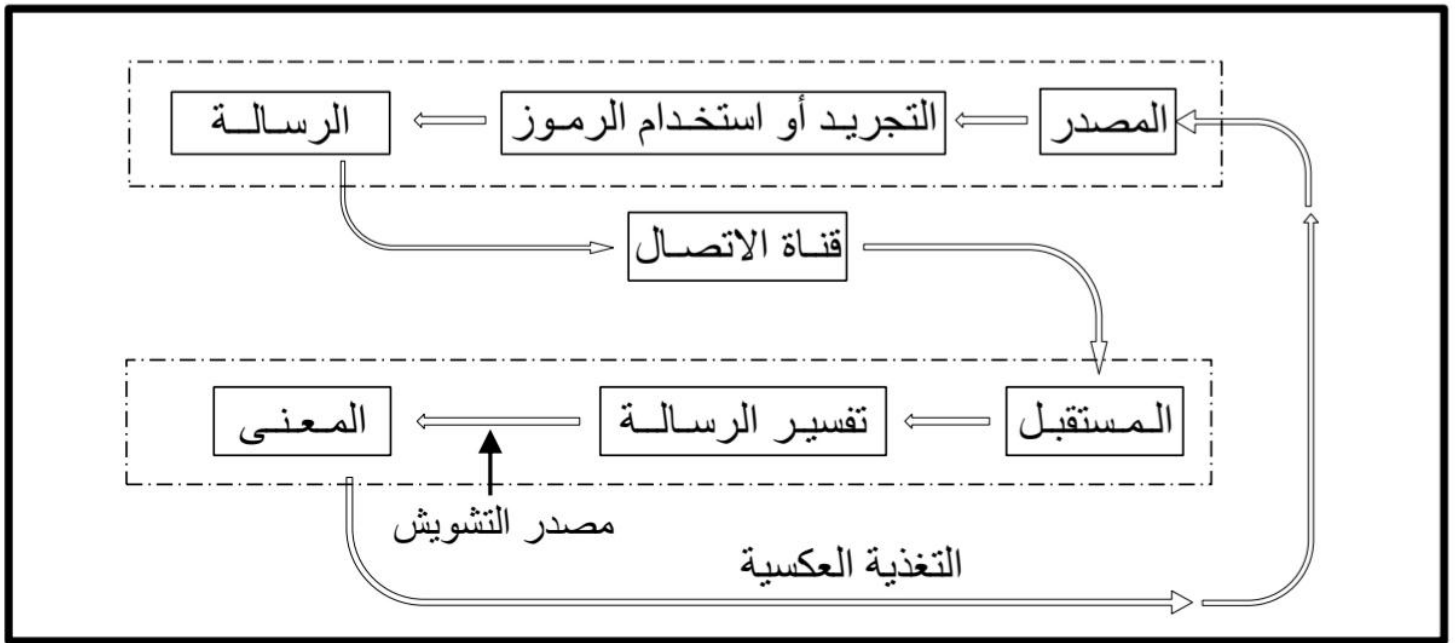 المصدر
التجريد أو استخدام الرموز
الرسالة
قناة الاتصال
المستقبل
تفسير الرسالة
المعنى
مصدر التشويش
التغذية العكسية